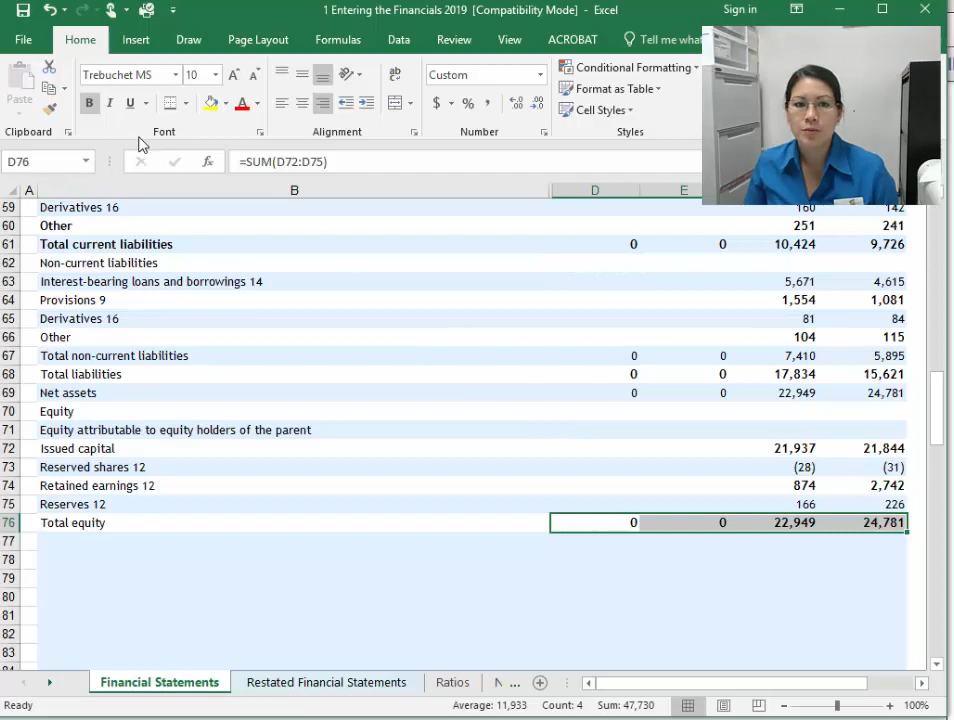 1 Entering the Financials 2019 [Compatibility Mode] - Excel Sign in
File Home Insert Draw Page Layout Formulas Data Review View ACROBAT Tell me what
Paste Trebuchet MS 10 A A ab Custom Conditional Formatting
B I U A $ % , Format as Table
Cell Styles
Clipboard Font Alignment Number Styles
D76 fx =SUM(D72:D75)
A B D E
59 Derivatives 16 160 142
60 Other 251 241
61 Total current liabilities 0 0 10,424 9,726
62 Non-current liabilities
63 Interest-bearing loans and borrowings 14 5,671 4,615
64 Provisions 9 1,554 1,081
65 Derivatives 16 81 84
66 Other 104 115
67 Total non-current liabilities 0 0 7,410 5,895
68 Total liabilities 0 0 17,834 15,621
69 Net assets 0 0 22,949 24,781
70 Equity
71 Equity attributable to equity holders of the parent
72 Issued capital 21,937 21,844
73 Reserved shares 12 (28) (31)
74 Retained earnings 12 874 2,742
75 Reserves 12 166 226
76 Total equity 0 0 22,949 24,781
77
78
79
80
81
82
83
Financial Statements Restated Financial Statements Ratios ...
Ready Average: 11,933 Count: 4 Sum: 47,730 100%